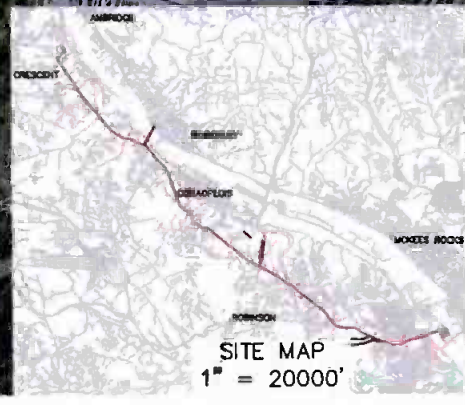 AMBRIDGE
CRESCENT
CORAOPOLIS
MCKEES ROCKS
ROBINSON
SITE MAP
1" = 20000'